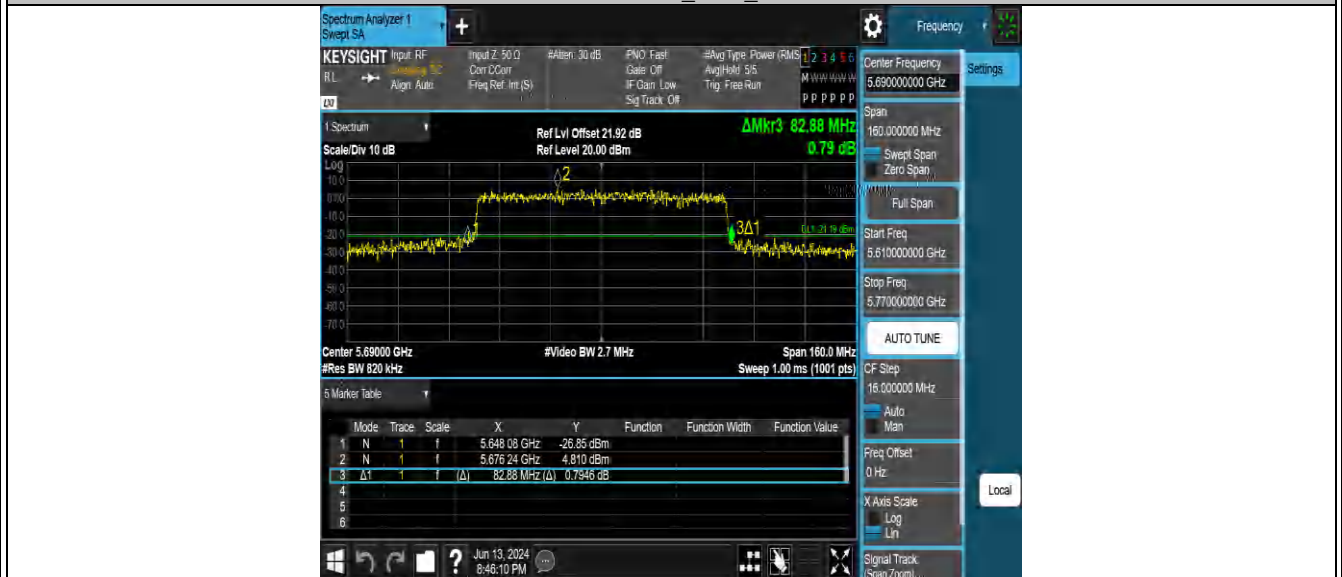 Spectrum Analyzer 1
Swept SA
+
Frequency
KEYSIGHT
Input: RF
Input Z: 50 Ω
#Atten: 30 dB
PNO: Fast
#Avg Type: Power (RMS
1 2 3 4 5 6
RL
Corr CCorr
Gate: Off
Avg|Hold: 5/5
M W W W W W
Align: Auto
Freq Ref: Int (S)
IF Gain: Low
Trig: Free Run
Sig Track: Off
P P P P P P
LXI
Center Frequency
5.690000000 GHz
Settings
Span
160.000000 MHz
Swept Span
Zero Span
Full Span
Start Freq
5.610000000 GHz
Stop Freq
5.770000000 GHz
AUTO TUNE
CF Step
16.000000 MHz
Auto
Man
Freq Offset
0 Hz
X Axis Scale
Log
Lin
Signal Track
(Span Zoom)
Local
1 Spectrum
Ref Lvl Offset 21.92 dB
ΔMkr3 82.88 MHz
Scale/Div 10 dB
Ref Level 20.00 dBm
0.79 dB
Log
2
3Δ1
DL1 -21.19 dBm
Center 5.69000 GHz
#Video BW 2.7 MHz
Span 160.0 MHz
#Res BW 820 kHz
Sweep 1.00 ms (1001 pts)
5 Marker Table
Mode Trace Scale X Y Function Function Width Function Value
1 N 1 f 5.648 08 GHz -26.85 dBm
2 N 1 f 5.676 24 GHz 4.810 dBm
3 Δ1 1 f (Δ) 82.88 MHz (Δ) 0.7946 dB
4
5
6
?
Jun 13, 2024
8:46:10 PM